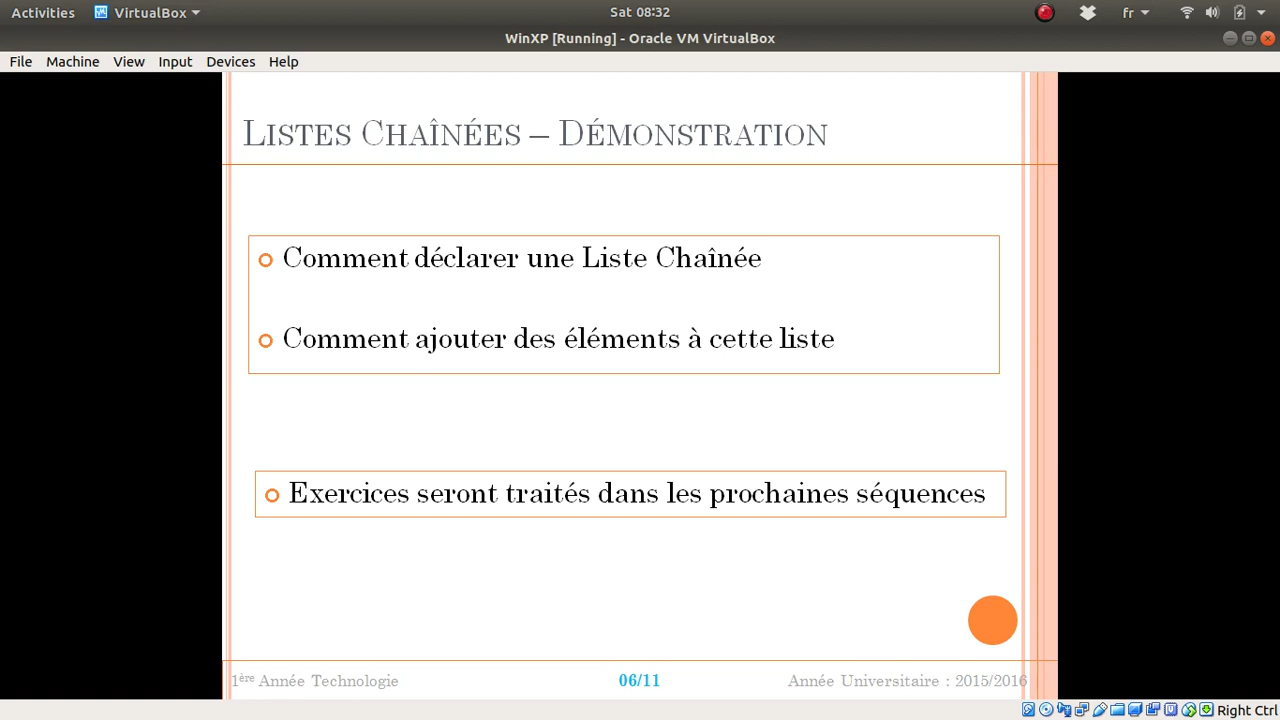 Activities VirtualBox Sat 08:32 fr
WinXP [Running] - Oracle VM VirtualBox
File Machine View Input Devices Help
Listes Chaînées – Démonstration
Comment déclarer une Liste Chaînée
Comment ajouter des éléments à cette liste
Exercices seront traités dans les prochaines séquences
1ère Année Technologie 06/11 Année Universitaire : 2015/2016
Right Ctrl